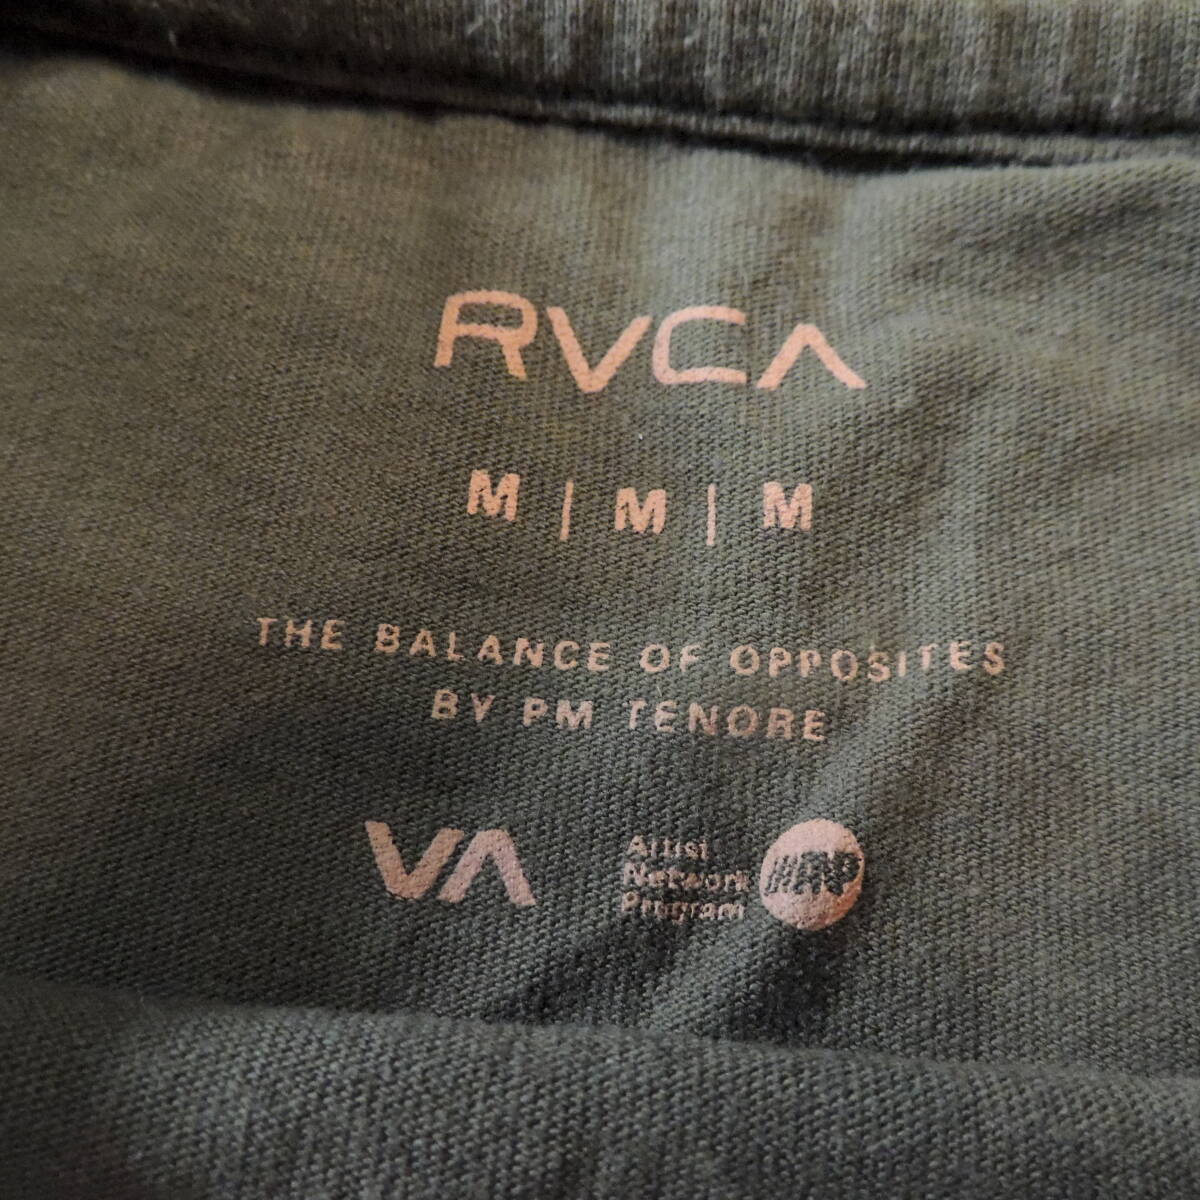 RVCA
M | M | M
THE BALANCE OF OPPOSITES
BY PM TENORE
VA
Artist
Network
Program
ANP